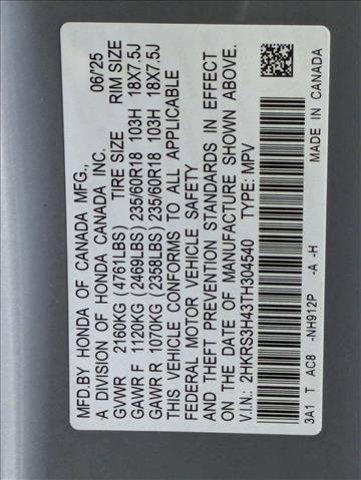 MFD.BY HONDA OF CANADA MFG.,
A DIVISION OF HONDA CANADA INC. 06/25
GVWR 2160KG (4761LBS) TIRE SIZE RIM SIZE
GAWR F 1120KG (2469LBS) 235/60R18 103H 18X7.5J
GAWR R 1070KG (2358LBS) 235/60R18 103H 18X7.5J
THIS VEHICLE CONFORMS TO ALL APPLICABLE
FEDERAL MOTOR VEHICLE SAFETY
AND THEFT PREVENTION STANDARDS IN EFFECT
ON THE DATE OF MANUFACTURE SHOWN ABOVE.
V.I.N.: 2HKRS3H43TH304540 TYPE: MPV
3A1 T AC8 -NH912P -A -H MADE IN CANADA